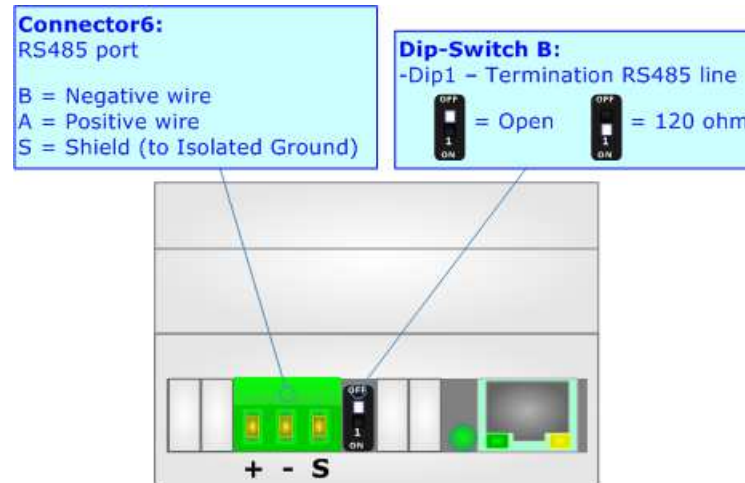 Connector6:
RS485 port
B = Negative wire
A = Positive wire
S = Shield (to Isolated Ground)
Dip-Switch B:
-Dip1 – Termination RS485 line
OFF
1
ON
= Open
OFF
1
ON
= 120 ohm
OFF
1
ON
+ - S